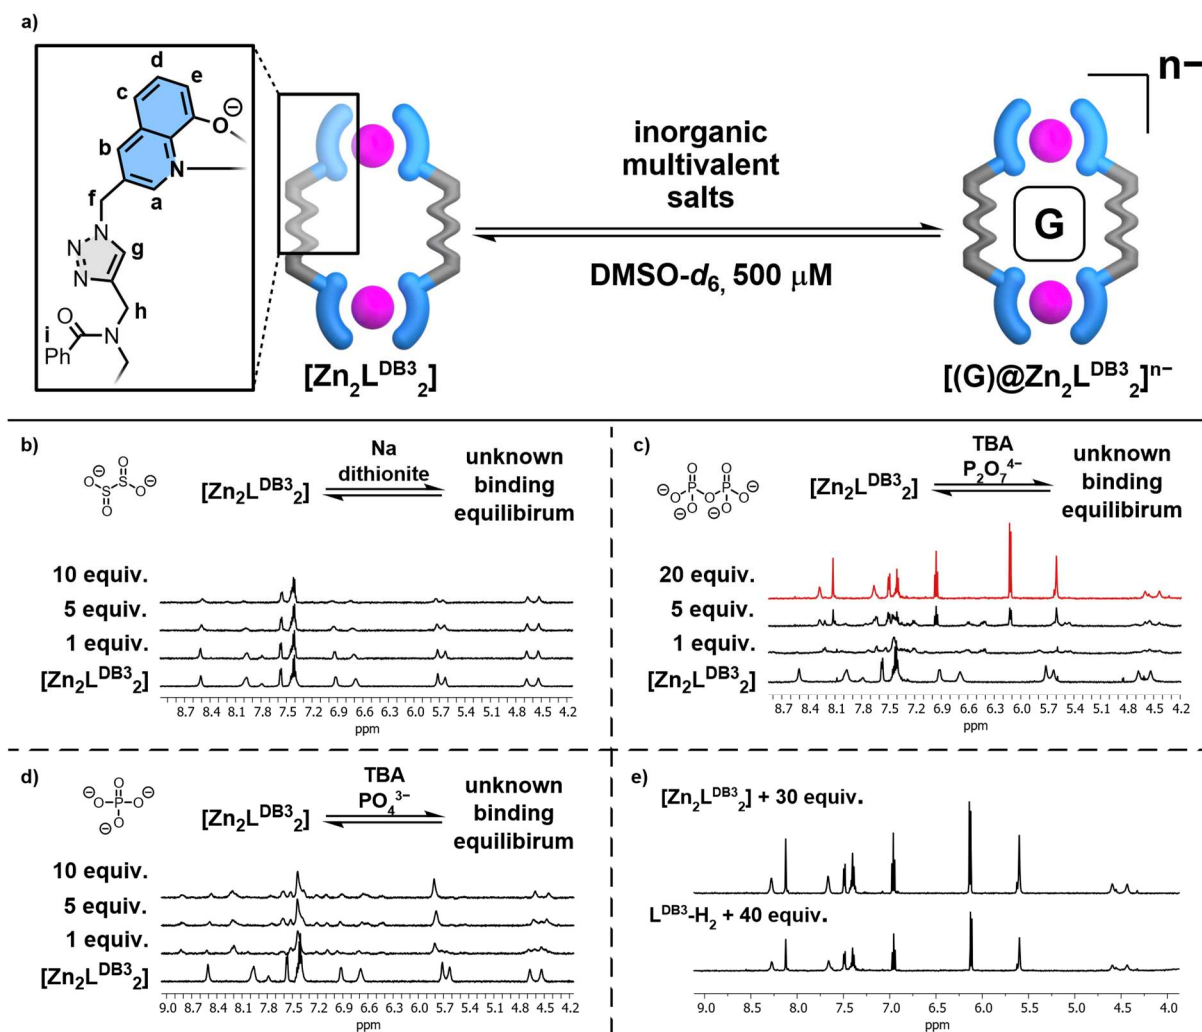 a)
d
c
e
O⊖
b
N
f
a
N
N
g
N
h
O
i
N
Ph
[Zn₂Lᴰᴮ³₂]
inorganic
multivalent
salts
DMSO-d₆, 500 μM
G
n−
[(G)@Zn₂Lᴰᴮ³₂]ⁿ⁻
b)
[Zn₂Lᴰᴮ³₂]
Na
dithionite
unknown
binding
equilibirum
10 equiv.
5 equiv.
1 equiv.
[Zn₂Lᴰᴮ³₂]
8.7 8.4 8.1 7.8 7.5 7.2 6.9 6.6 6.3 6.0 5.7 5.4 5.1 4.8 4.5 4.2
ppm
c)
[Zn₂Lᴰᴮ³₂]
TBA
P₂O₇⁴⁻
unknown
binding
equilibirum
20 equiv.
5 equiv.
1 equiv.
[Zn₂Lᴰᴮ³₂]
8.7 8.4 8.1 7.8 7.5 7.2 6.9 6.6 6.3 6.0 5.7 5.4 5.1 4.8 4.5 4.2
ppm
d)
[Zn₂Lᴰᴮ³₂]
TBA
PO₄³⁻
unknown
binding
equilibirum
10 equiv.
5 equiv.
1 equiv.
[Zn₂Lᴰᴮ³₂]
9.0 8.7 8.4 8.1 7.8 7.5 7.2 6.9 6.6 6.3 6.0 5.7 5.4 5.1 4.8 4.5 4.2
ppm
e)
[Zn₂Lᴰᴮ³₂] + 30 equiv.
Lᴰᴮ³-H₂ + 40 equiv.
9.0 8.5 8.0 7.5 7.0 6.5 6.0 5.5 5.0 4.5 4.0
ppm